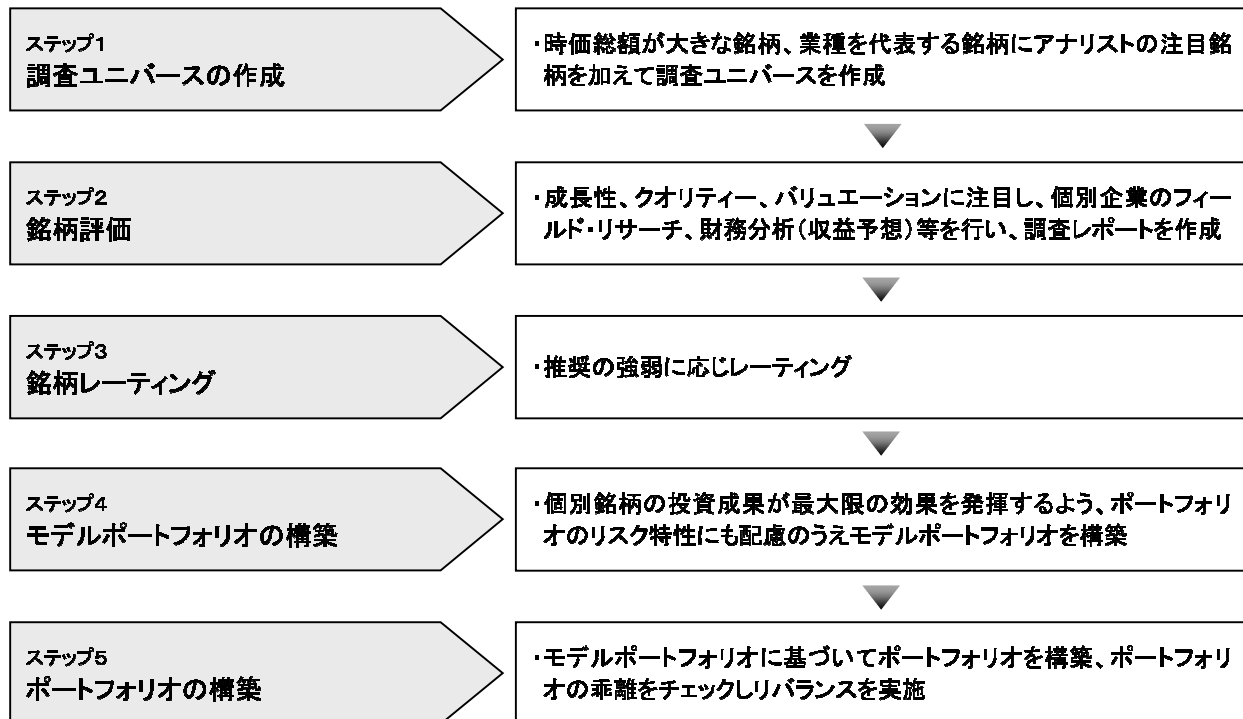 ステップ1
調査ユニバースの作成
・時価総額が大きな銘柄、業種を代表する銘柄にアナリストの注目銘
柄を加えて調査ユニバースを作成
ステップ2
銘柄評価
・成長性、クオリティー、バリュエーションに注目し、個別企業のフィー
ルド・リサーチ、財務分析(収益予想)等を行い、調査レポートを作成
ステップ3
銘柄レーティング
・推奨の強弱に応じレーティング
ステップ4
モデルポートフォリオの構築
・個別銘柄の投資成果が最大限の効果を発揮するよう、ポートフォリ
オのリスク特性にも配慮のうえモデルポートフォリオを構築
ステップ5
ポートフォリオの構築
・モデルポートフォリオに基づいてポートフォリオを構築、ポートフォリ
オの乖離をチェックしリバランスを実施